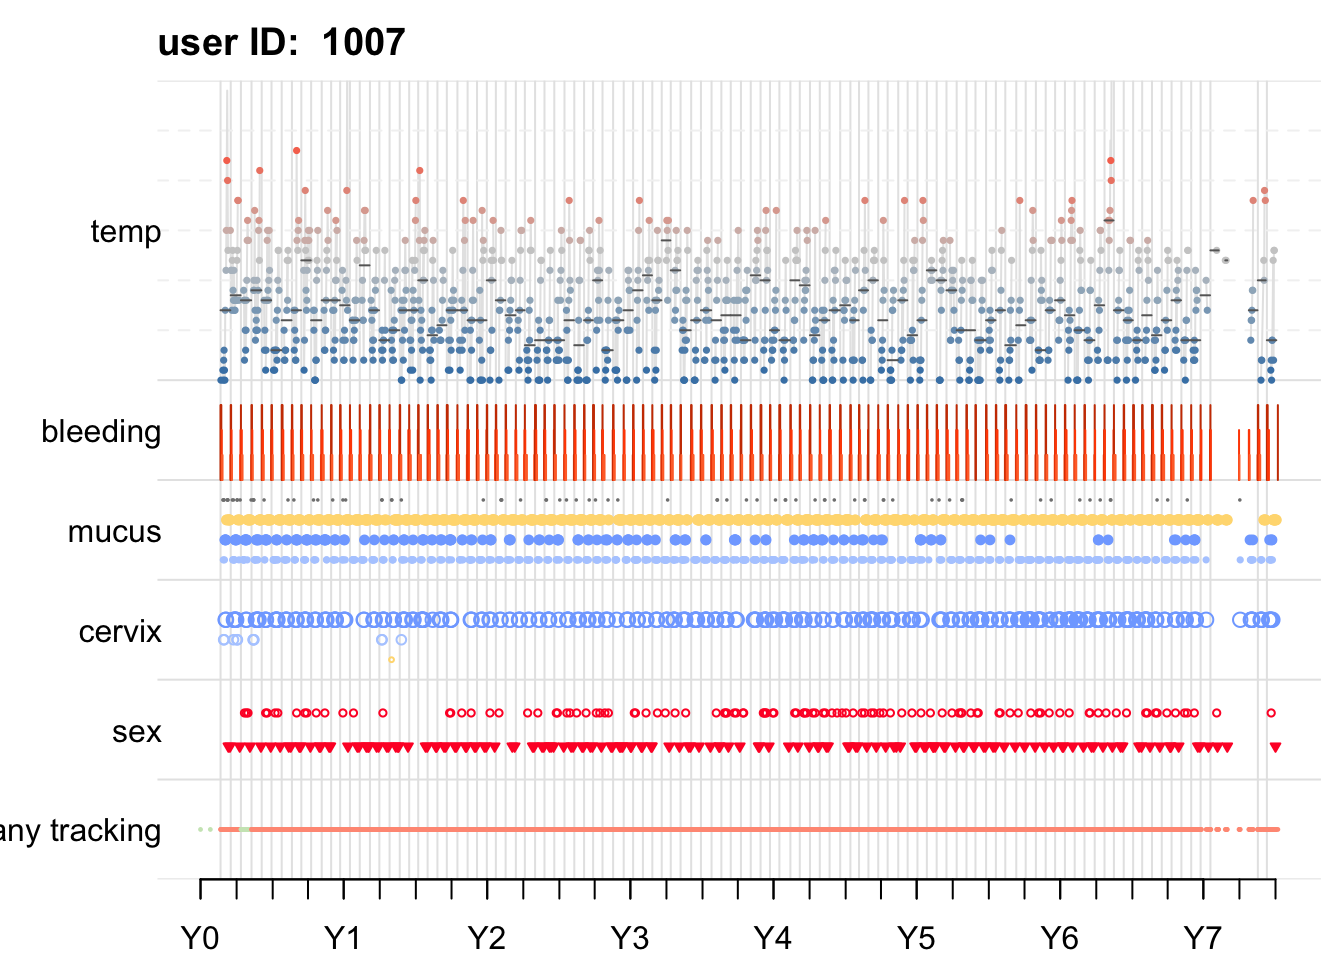 user ID:  1007
temp
bleeding
mucus
cervix
sex
any tracking
Y0 Y1 Y2 Y3 Y4 Y5 Y6 Y7